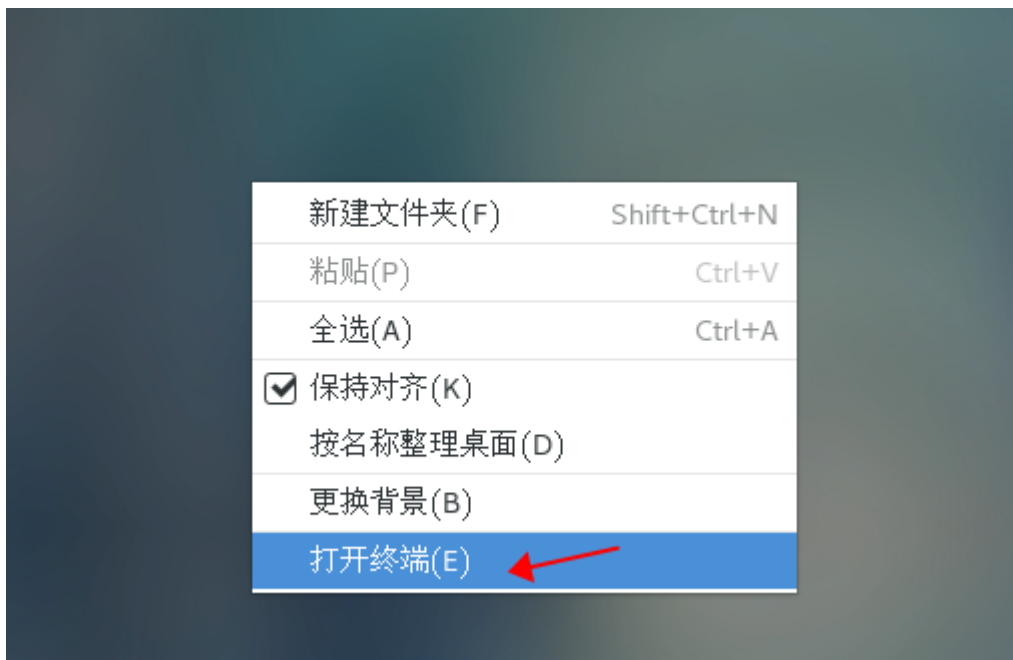 新建文件夹(F) Shift+Ctrl+N
粘贴(P) Ctrl+V
全选(A) Ctrl+A
保持对齐(K)
按名称整理桌面(D)
更换背景(B)
打开终端(E)